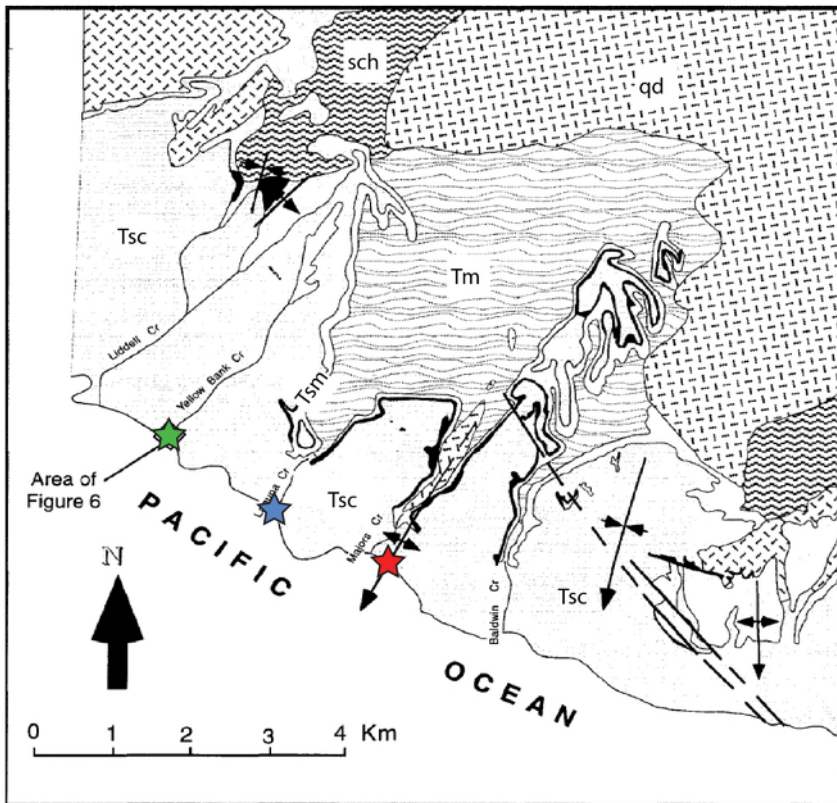 sch
qd
Tsc
Tm
Liddell Cr
Yellow Bank Cr
Tsm
Area of
Figure 6
Tsc
Majors Cr
Baldwin Cr
Tsc
PACIFIC
OCEAN
N
0 1 2 3 4 Km